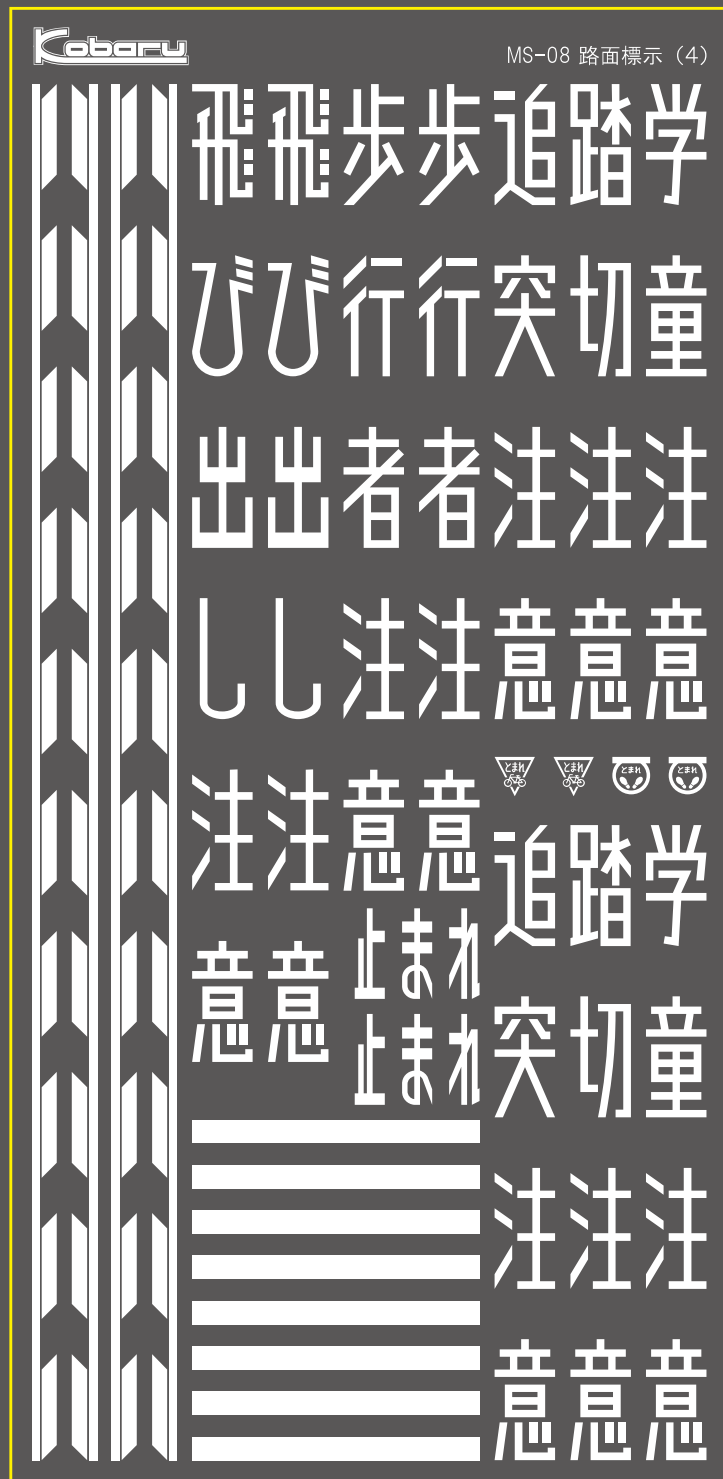 Kobaru
MS-08 路面標示（4）
飛び出し注意
飛び出し注意
歩行者注意
歩行者注意
止まれ
止まれ
追突注意
踏切注意
学童注意
とまれ
とまれ
とまれ
とまれ
追突注意
踏切注意
学童注意